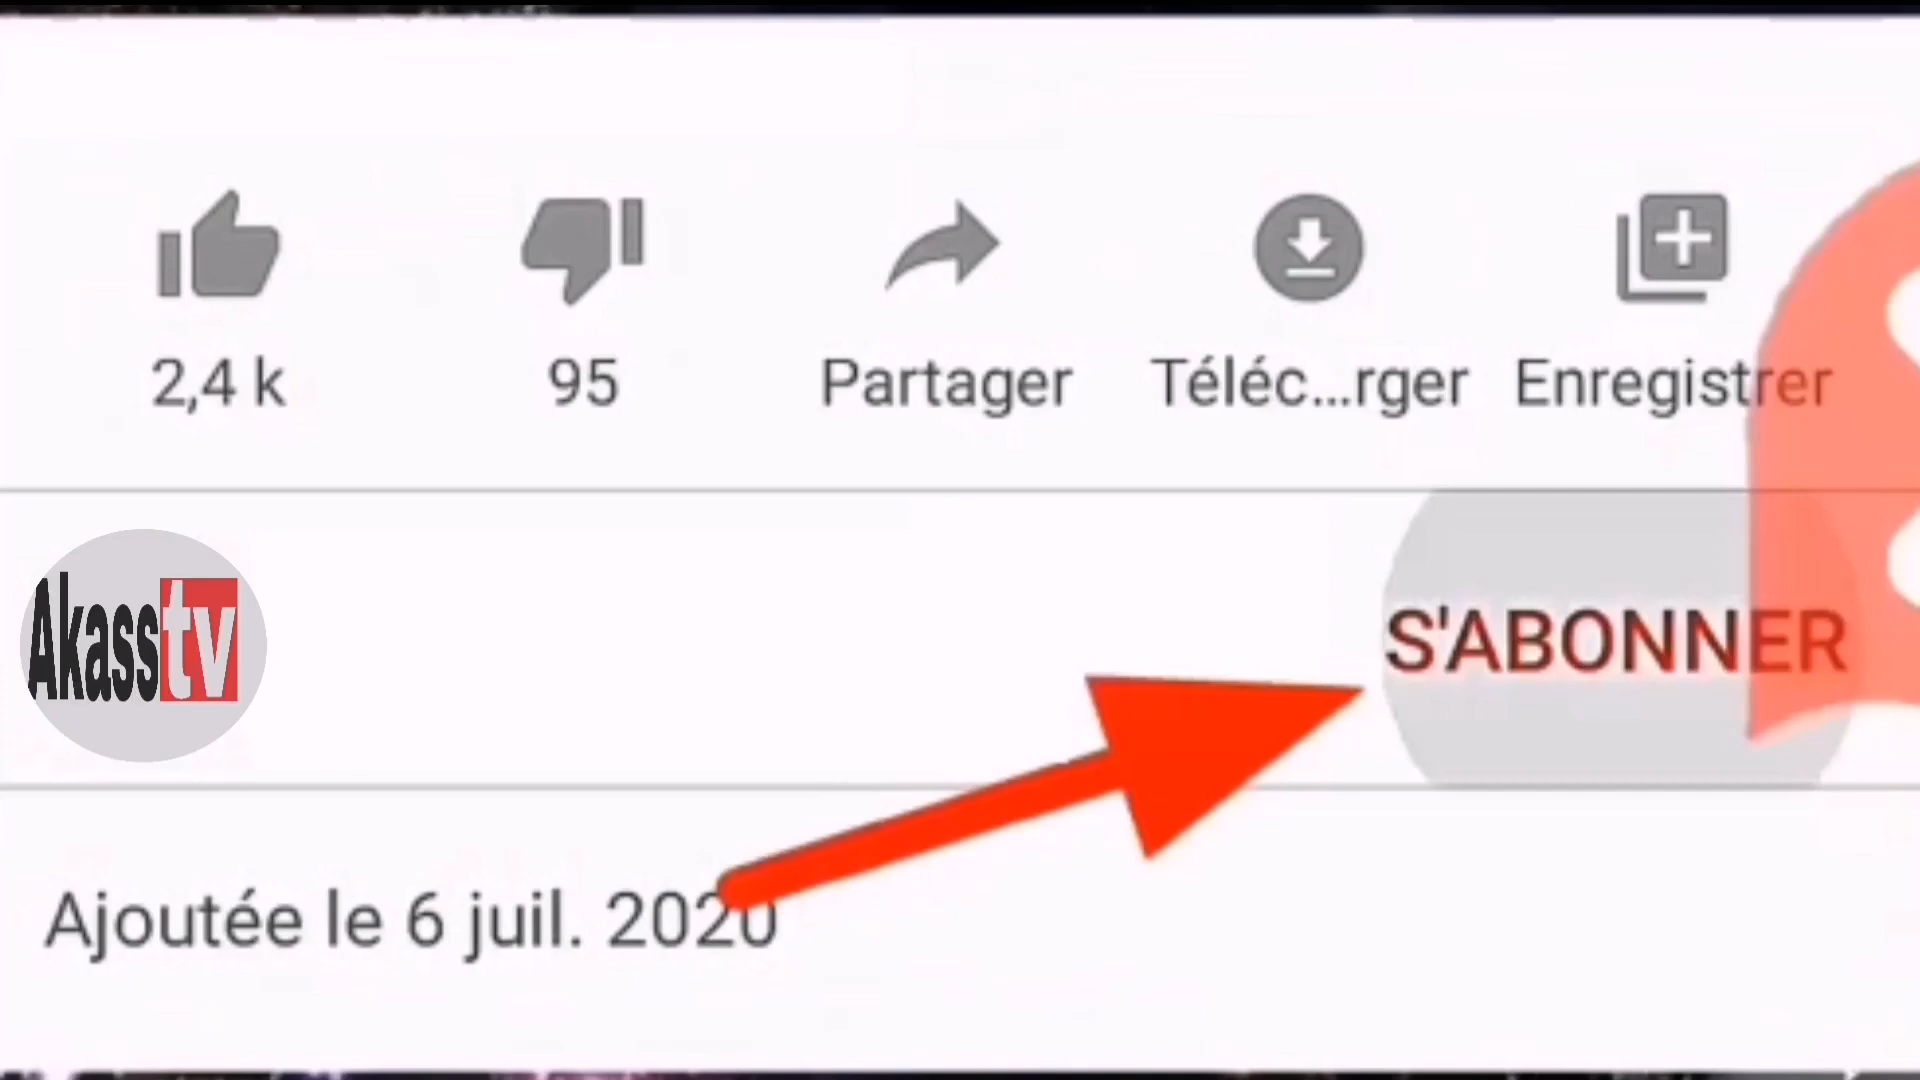 2,4 k
95
Partager
Téléc...rger
Enregistrer
Akasstv
S'ABONNER
Ajoutée le 6 juil. 2020